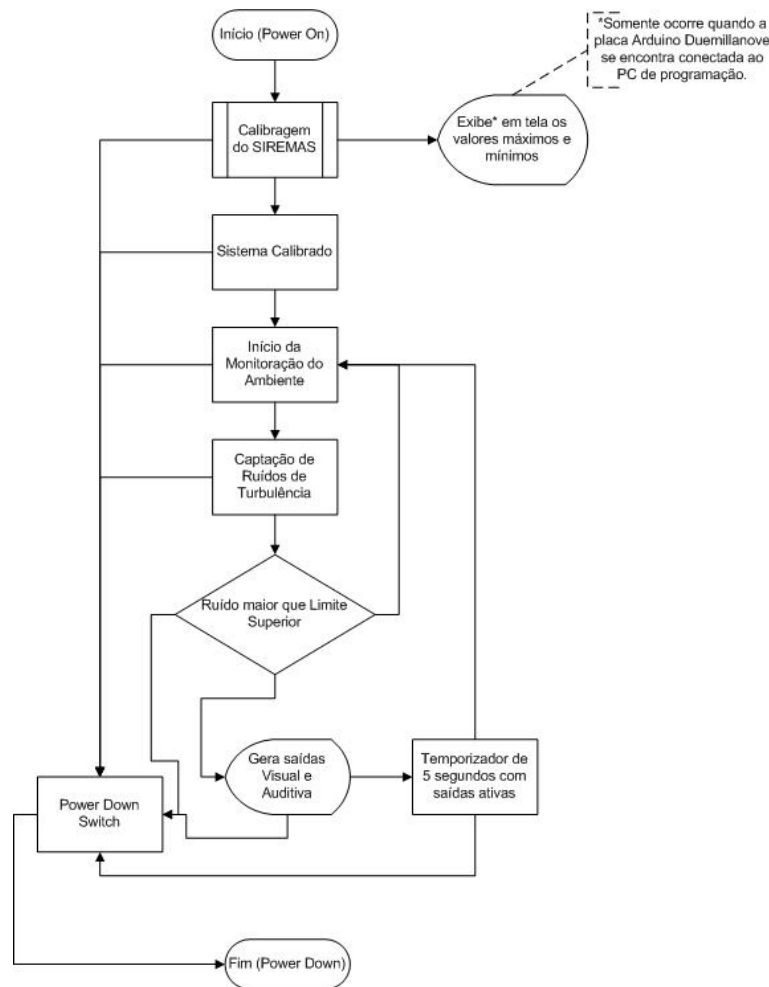 Início (Power On)
*Somente ocorre quando a
placa Arduino Duemillanove
se encontra conectada ao
PC de programação.
Calibragem
do SIREMAS
Exibe* em tela os
valores máximos e
mínimos
Sistema Calibrado
Início da
Monitoração do
Ambiente
Captação de
Ruídos de
Turbulência
Ruído maior que Limite
Superior
Gera saídas
Visual e
Auditiva
Temporizador de
5 segundos com
saídas ativas
Power Down
Switch
Fim (Power Down)